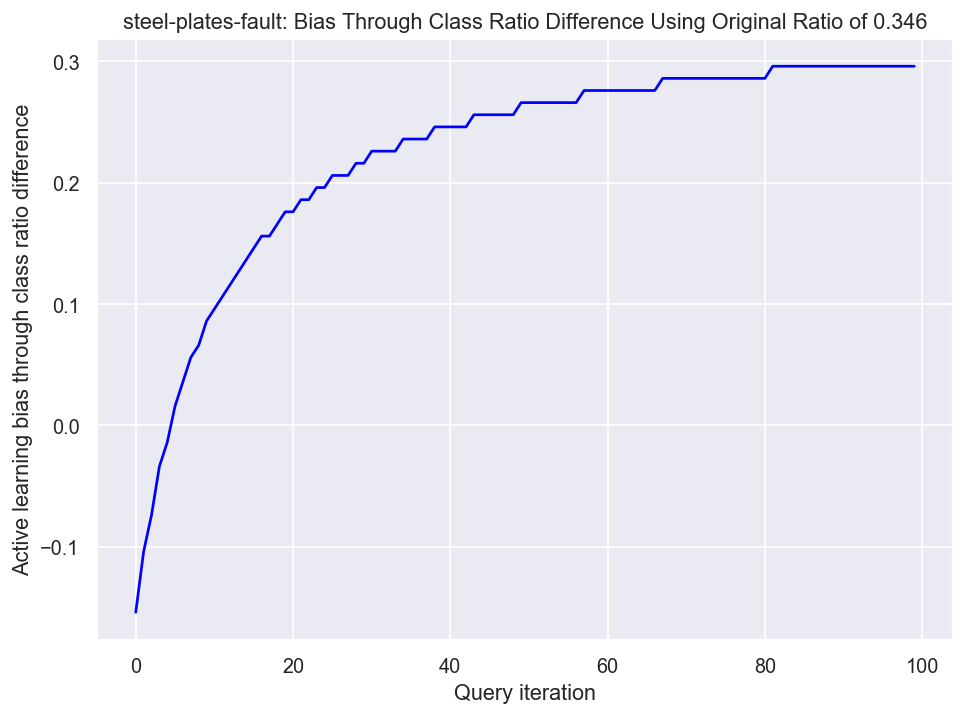 steel-plates-fault: Bias Through Class Ratio Difference Using Original Ratio of 0.346
Active learning bias through class ratio difference
0.3
0.2
0.1
0.0
−0.1
0 20 40 60 80 100
Query iteration